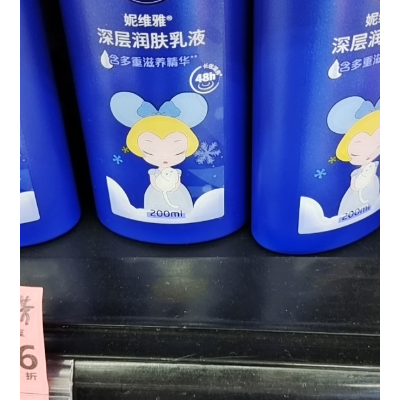 妮维雅®
深层润肤乳液
含多重滋养精华**
48h
200ml
妮维雅®
深层润
含多重滋
200ml
6
折